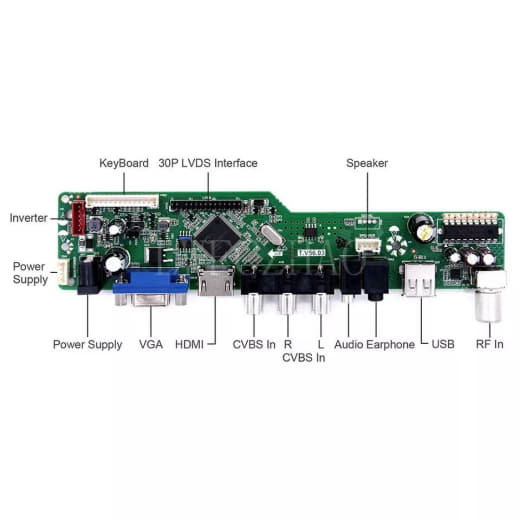 KeyBoard 30P LVDS Interface Speaker
Inverter
T.V56.03
Power
Supply
Power Supply VGA HDMI CVBS In R L Audio Earphone USB RF In
CVBS In